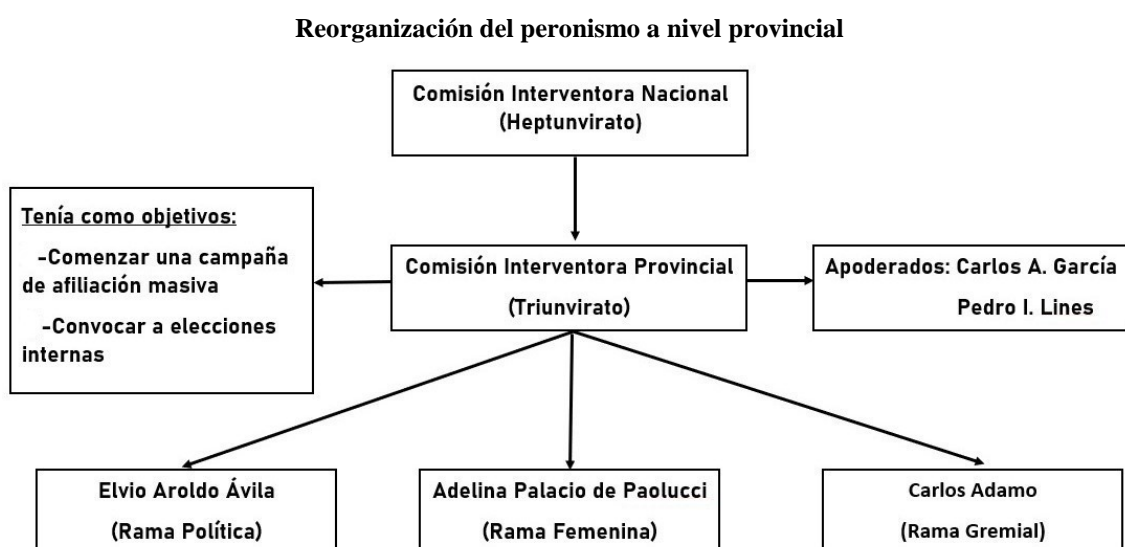 Reorganización del peronismo a nivel provincial
Comisión Interventora Nacional
(Heptunvirato)
Tenía como objetivos:
-Comenzar una campaña
de afiliación masiva
-Convocar a elecciones
internas
Comisión Interventora Provincial
(Triunvirato)
Apoderados: Carlos A. García
Pedro I. Lines
Elvio Aroldo Ávila
(Rama Política)
Adelina Palacio de Paolucci
(Rama Femenina)
Carlos Adamo
(Rama Gremial)